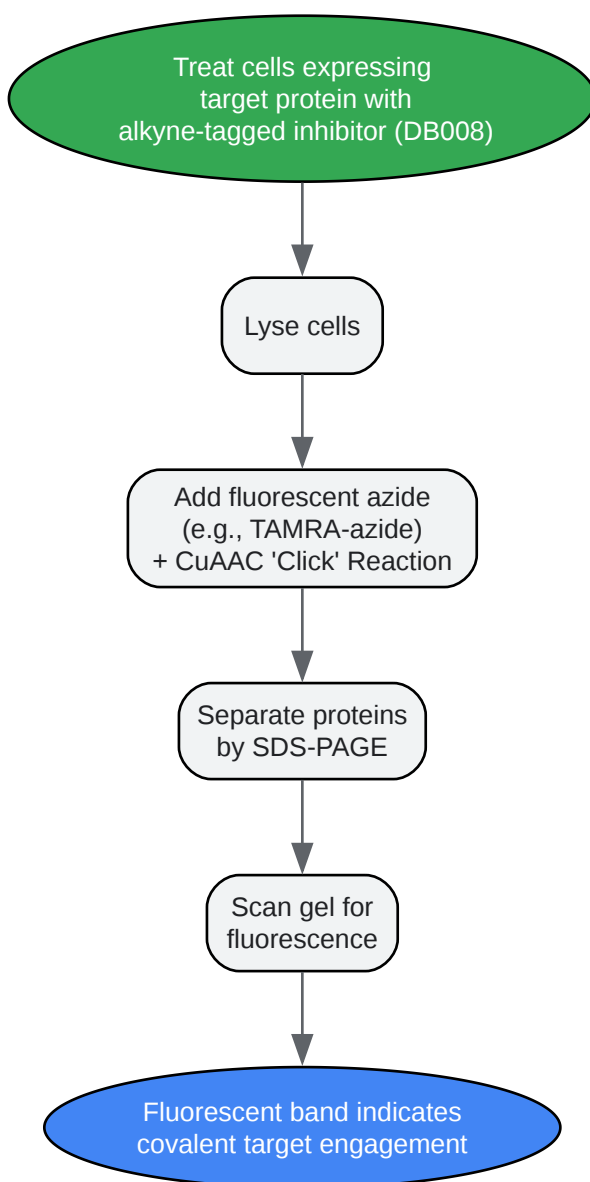 Treat cells expressing
target protein with
alkyne-tagged inhibitor (DB008)
Lyse cells
Add fluorescent azide
(e.g., TAMRA-azide)
+ CuAAC 'Click' Reaction
Separate proteins
by SDS-PAGE
Scan gel for
fluorescence
Fluorescent band indicates
covalent target engagement